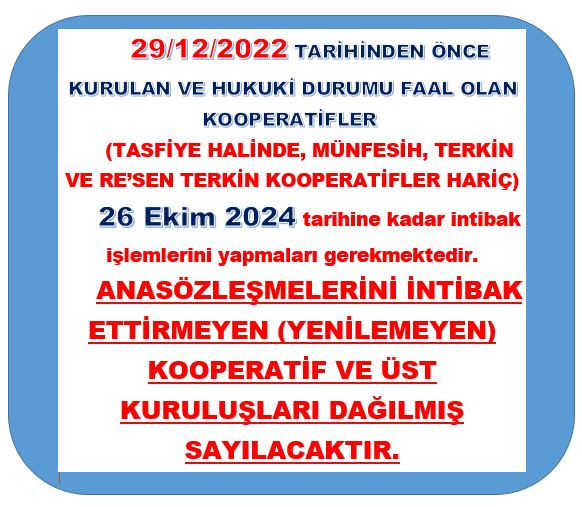 29/12/2022 TARİHİNDEN ÖNCE
KURULAN VE HUKUKİ DURUMU FAAL OLAN
KOOPERATİFLER
(TASFİYE HALİNDE, MÜNFESİH, TERKİN
VE RE’SEN TERKİN KOOPERATİFLER HARİÇ)
26 Ekim 2024 tarihine kadar intibak
işlemlerini yapmaları gerekmektedir.
ANASÖZLEŞMELERİNİ İNTİBAK
ETTİRMEYEN (YENİLEMEYEN)
KOOPERATİF VE ÜST
KURULUŞLARI DAĞILMIŞ
SAYILACAKTIR.